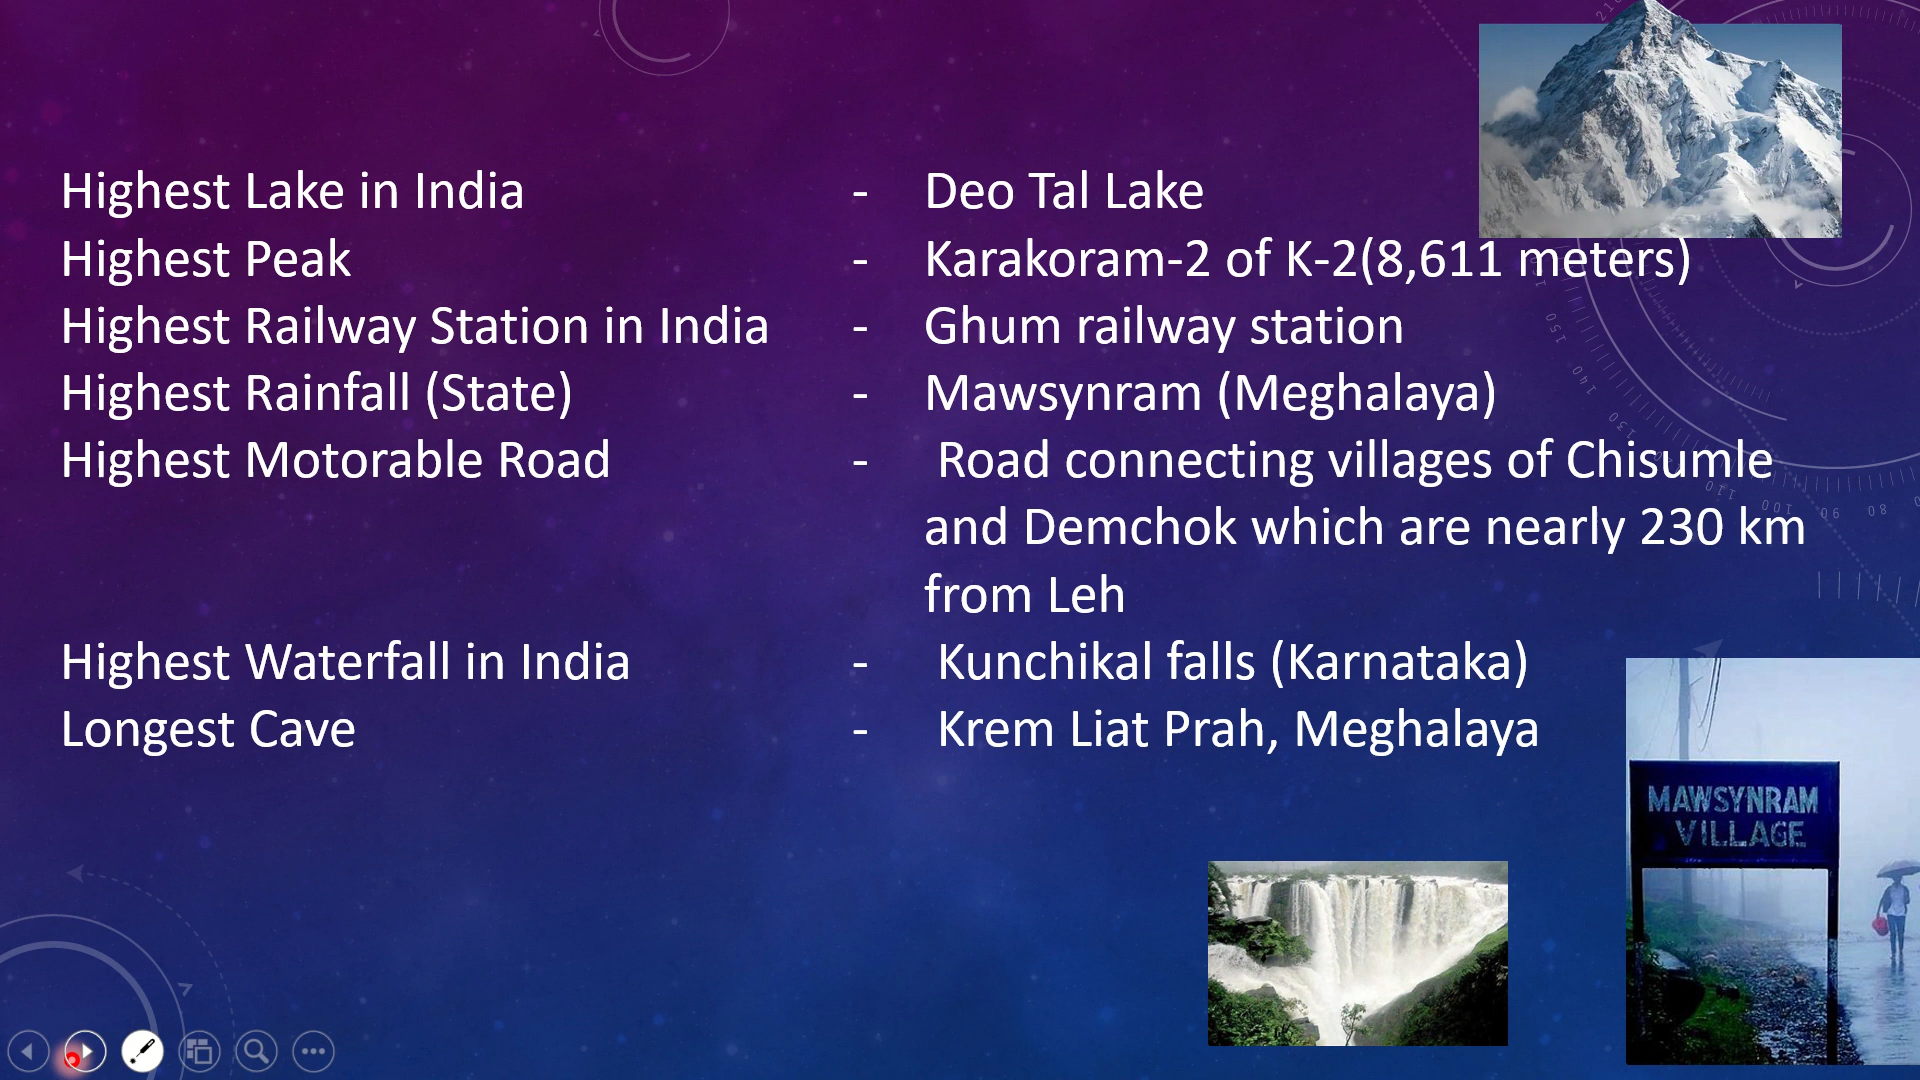 Highest Lake in India - Deo Tal Lake
Highest Peak - Karakoram-2 of K-2(8,611 meters)
Highest Railway Station in India - Ghum railway station
Highest Rainfall (State) - Mawsynram (Meghalaya)
Highest Motorable Road - Road connecting villages of Chisumle
and Demchok which are nearly 230 km
from Leh
Highest Waterfall in India - Kunchikal falls (Karnataka)
Longest Cave - Krem Liat Prah, Meghalaya
MAWSYNRAM
VILLAGE